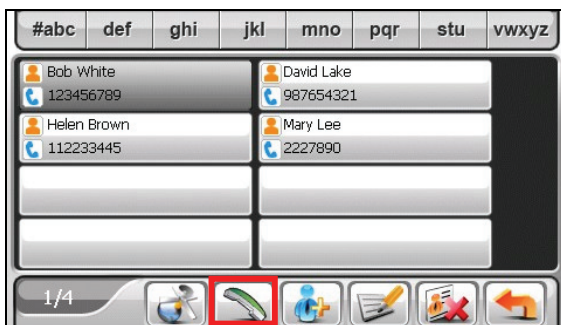 #abc def ghi jkl mno pqr stu vwxyz
Bob White David Lake
123456789 987654321
Helen Brown Mary Lee
112233445 2227890
1/4